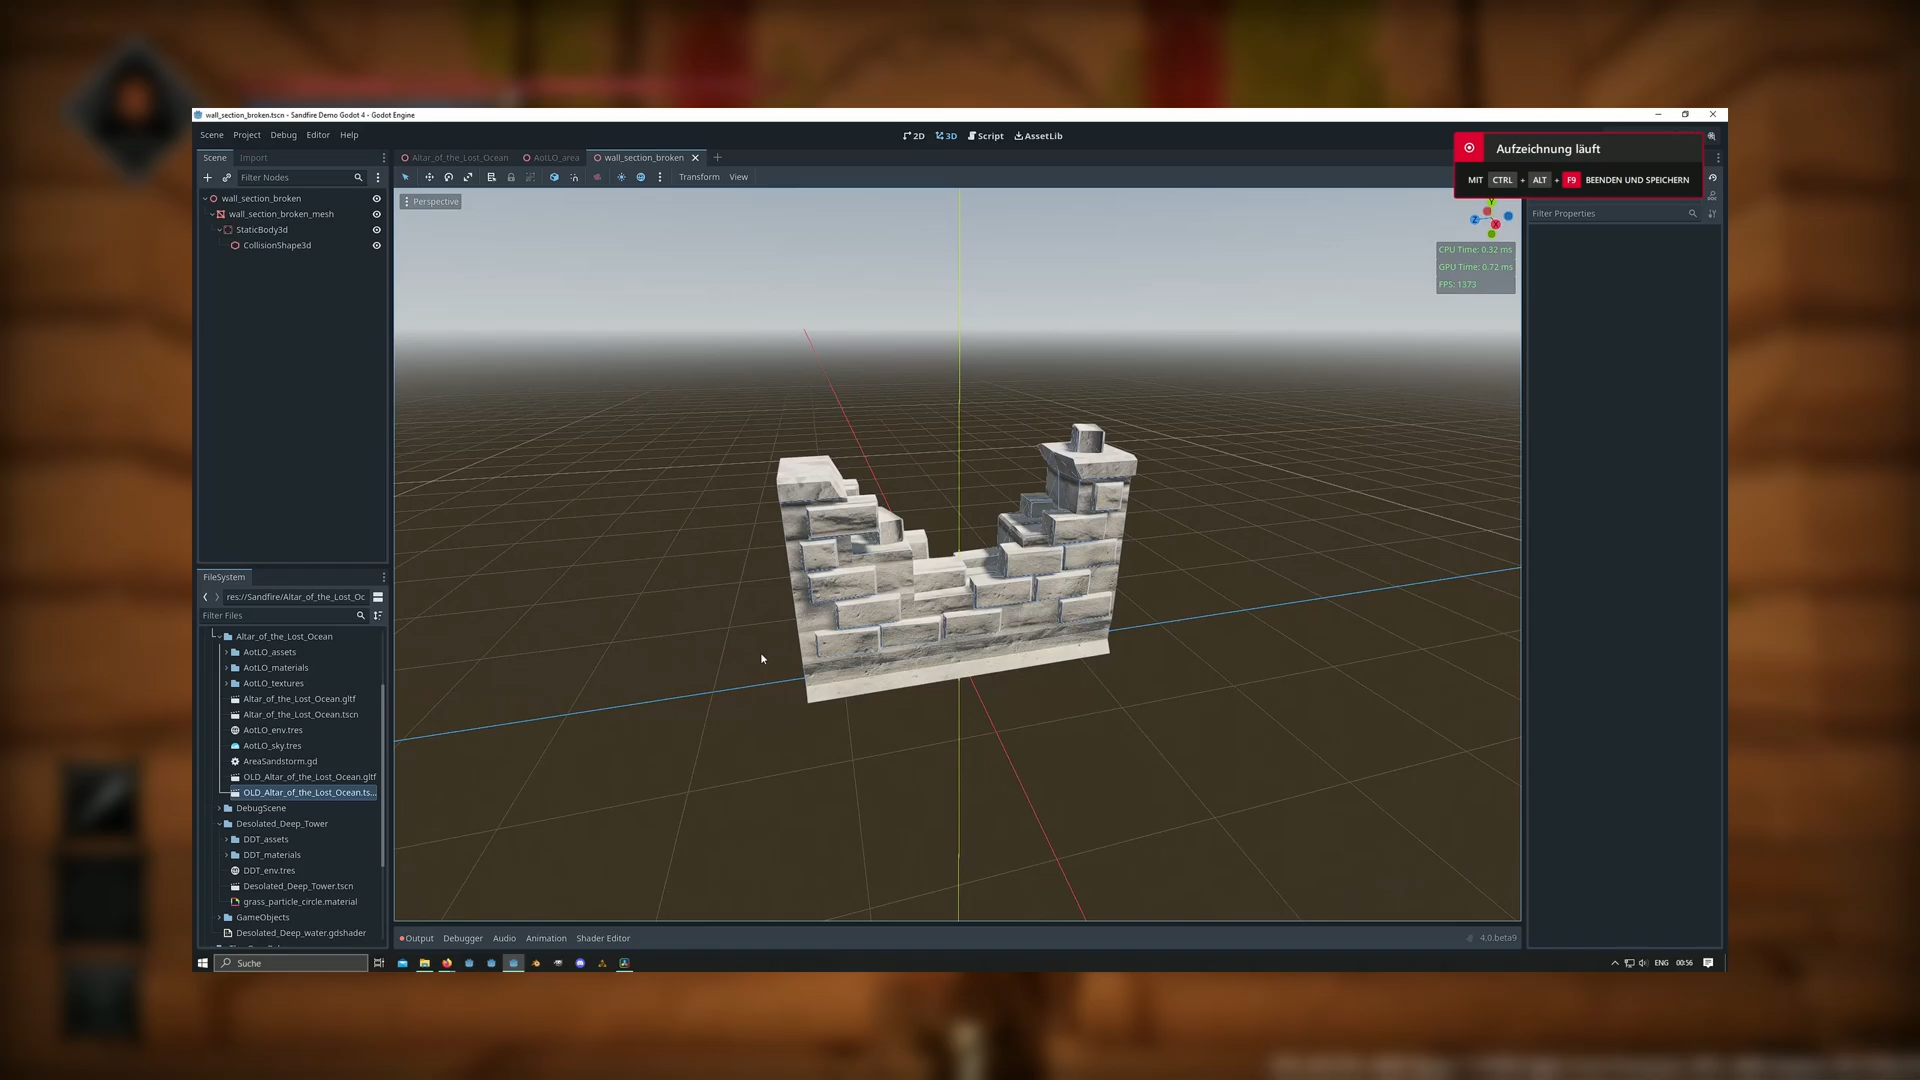 wall_section_broken.tscn - Sandfire Demo Godot 4 - Godot Engine
Scene Project Debug Editor Help
2D 3D Script AssetLib
Aufzeichnung läuft
MIT CTRL + ALT + F9 BEENDEN UND SPEICHERN
Scene Import
Altar_of_the_Lost_Ocean AotLO_area wall_section_broken
Filter Nodes
Transform View
wall_section_broken
wall_section_broken_mesh
StaticBody3d
CollisionShape3d
Perspective
Filter Properties
Y
Z
X
CPU Time: 0.32 ms
GPU Time: 0.72 ms
FPS: 1373
FileSystem
res://Sandfire/Altar_of_the_Lost_Oc
Filter Files
Altar_of_the_Lost_Ocean
AotLO_assets
AotLO_materials
AotLO_textures
Altar_of_the_Lost_Ocean.gltf
Altar_of_the_Lost_Ocean.tscn
AotLO_env.tres
AotLO_sky.tres
AreaSandstorm.gd
OLD_Altar_of_the_Lost_Ocean.gltf
OLD_Altar_of_the_Lost_Ocean.ts...
DebugScene
Desolated_Deep_Tower
DDT_assets
DDT_materials
DDT_env.tres
Desolated_Deep_Tower.tscn
grass_particle_circle.material
GameObjects
Desolated_Deep_water.gdshader
Output Debugger Audio Animation Shader Editor
4.0.beta9
Suche
ENG 00:56